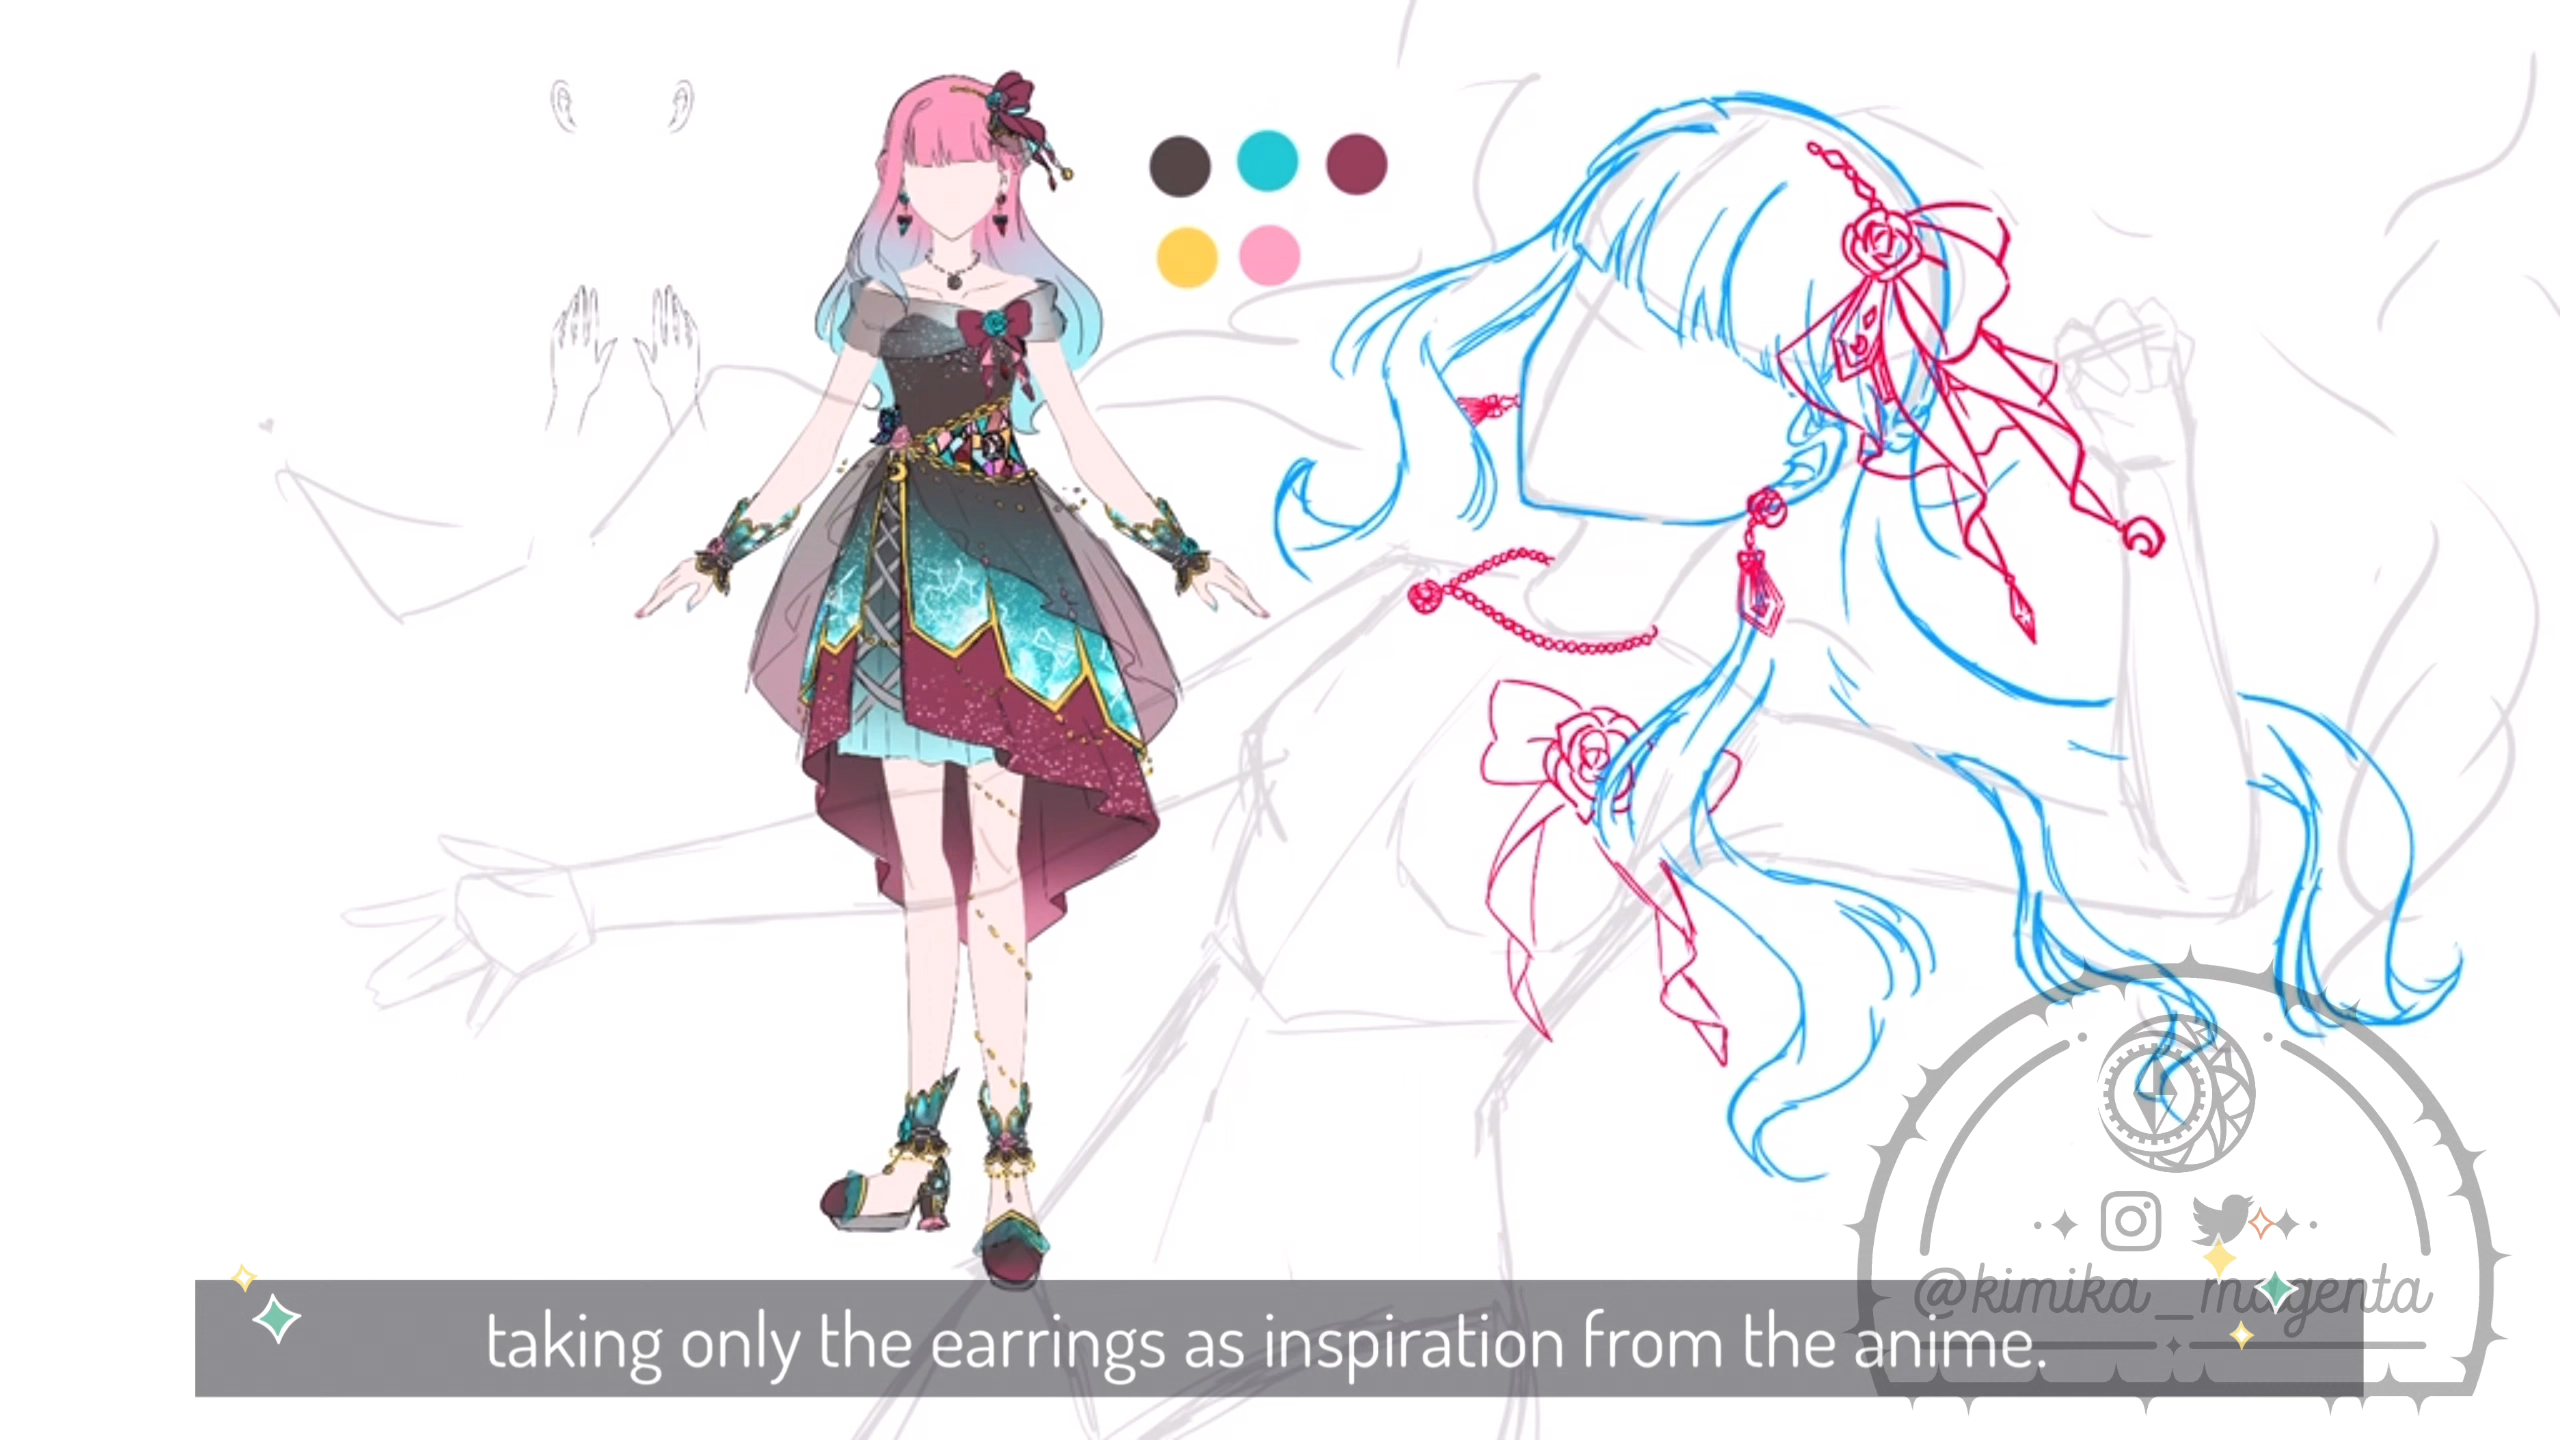 @kimika_magenta
taking only the earrings as inspiration from the anime.